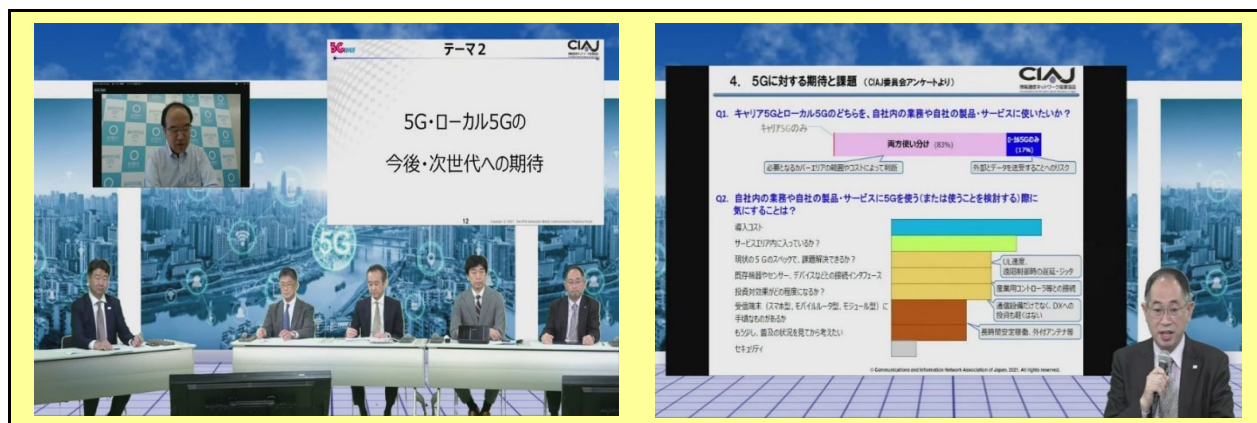 5G
テーマ2
CIAJ
5G・ローカル5Gの
今後・次世代への期待
12
5G
4. 5Gに対する期待と課題 (CIAJ委員会アンケートより)
CIAJ
情報通信ネットワーク産業協会
Q1. キャリア5Gとローカル5Gのどちらを、自社内の業務や自社の製品・サービスに使いたいか？
キャリア5Gのみ
両方使い分け (83%)
ローカル5Gのみ
(17%)
必要となるカバーエリアの範囲やコストによって判断
外部とデータを送受することへのリスク
Q2. 自社内の業務や自社の製品・サービスに5Gを使う(または使うことを検討する)際に
気にすることは？
導入コスト
サービスエリア内に入っているか？
現状の5Gのスペックで、課題解決できるか？
UL速度、
遠隔制御時の遅延・ジッタ
既存機器やセンサー、デバイスなどとの接続インタフェース
産業用コントローラ等との接続
投資対効果がどの程度になるか？
通信設備だけでなく、DXへの
投資も軽くはない
受信端末（スマホ型、モバイルルータ型、モジュール型）に
手頃なものがあるか
長時間安定稼働、外付アンテナ等
もう少し、普及の状況を見てから考えたい
セキュリティ
© Communications and Information Network Association of Japan, 2021. All rights reserved.